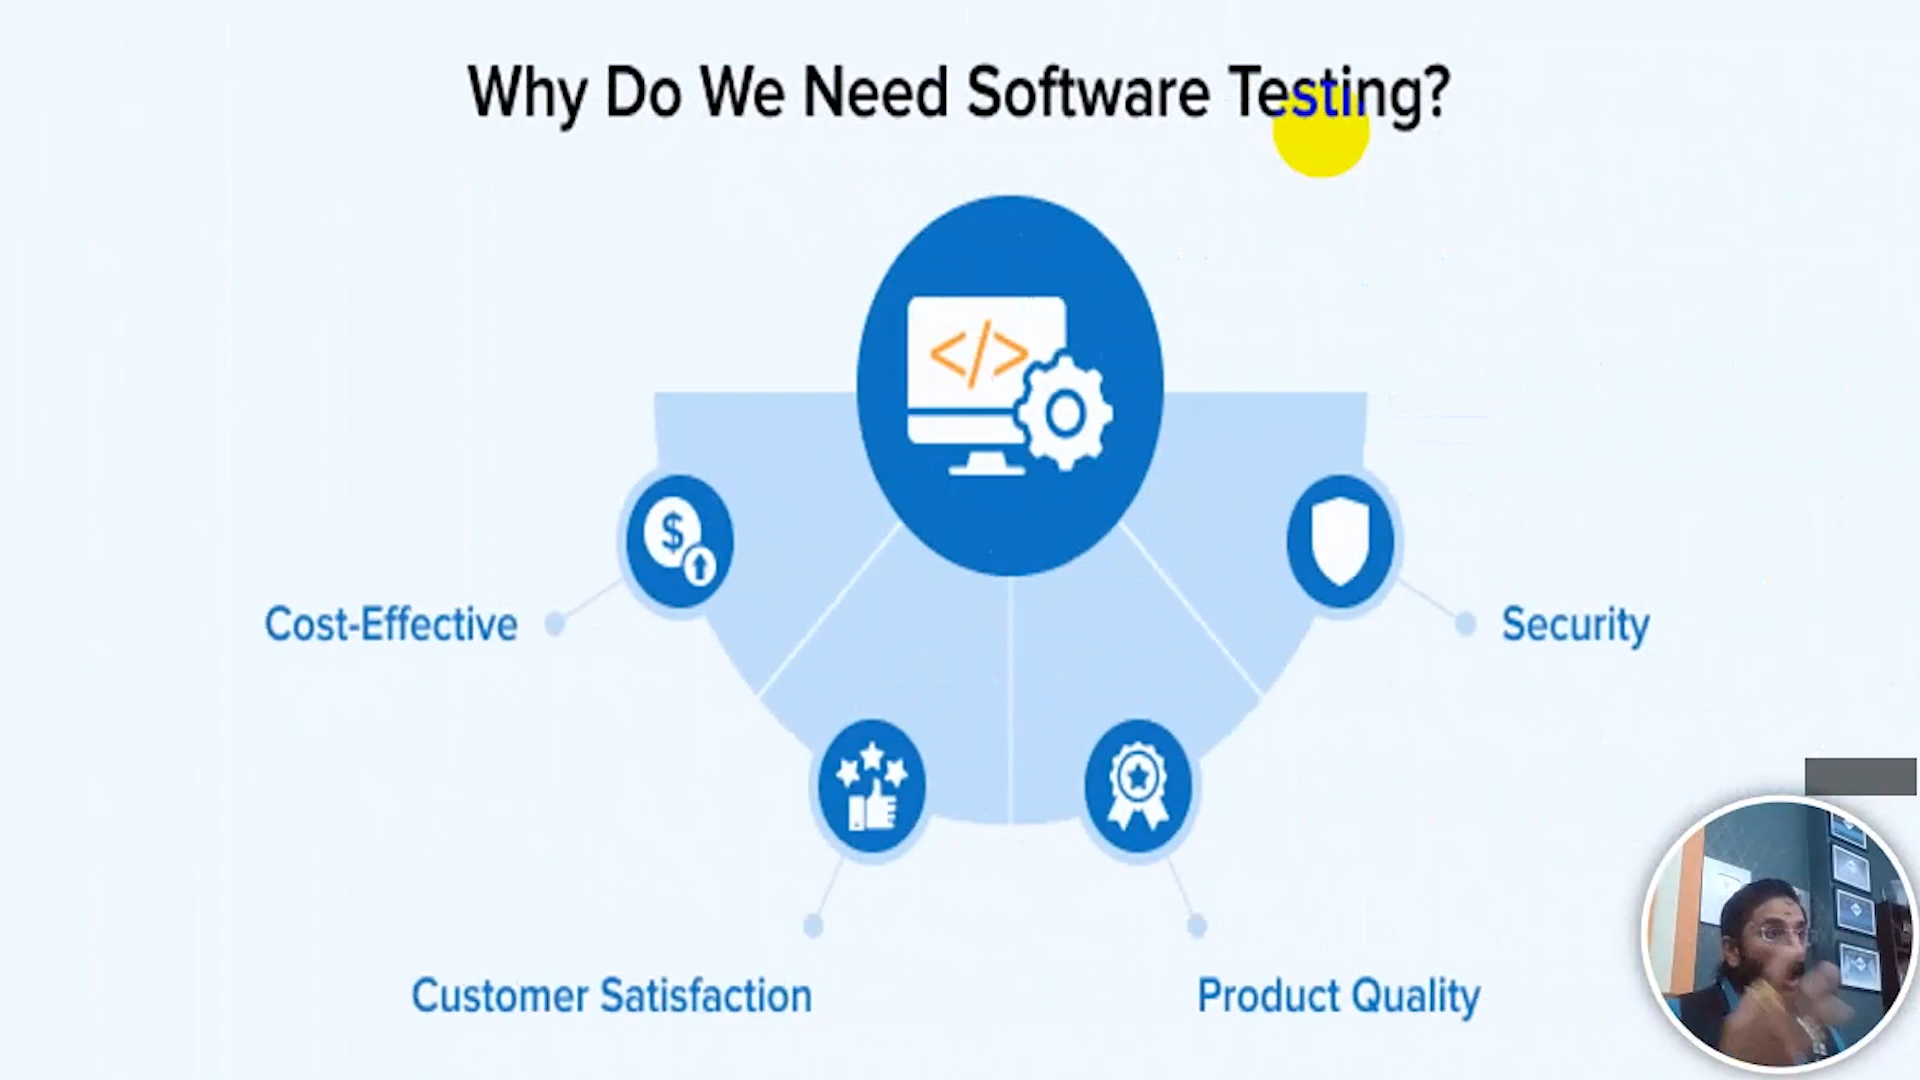 Why Do We Need Software Testing?
</>
$
Cost-Effective
Security
Customer Satisfaction
Product Quality